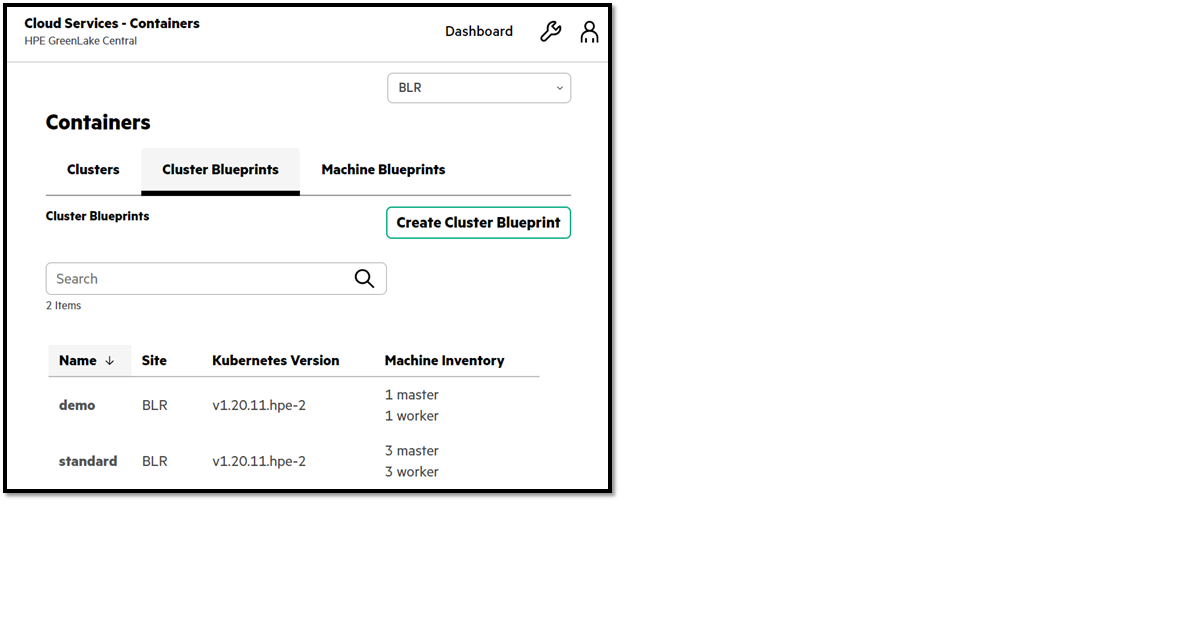 Cloud Services - Containers
HPE GreenLake Central
Dashboard
BLR
Containers
Clusters Cluster Blueprints Machine Blueprints
Cluster Blueprints
Create Cluster Blueprint
Search
2 Items
Name Site Kubernetes Version Machine Inventory
demo BLR v1.20.11.hpe-2 1 master
1 worker
standard BLR v1.20.11.hpe-2 3 master
3 worker